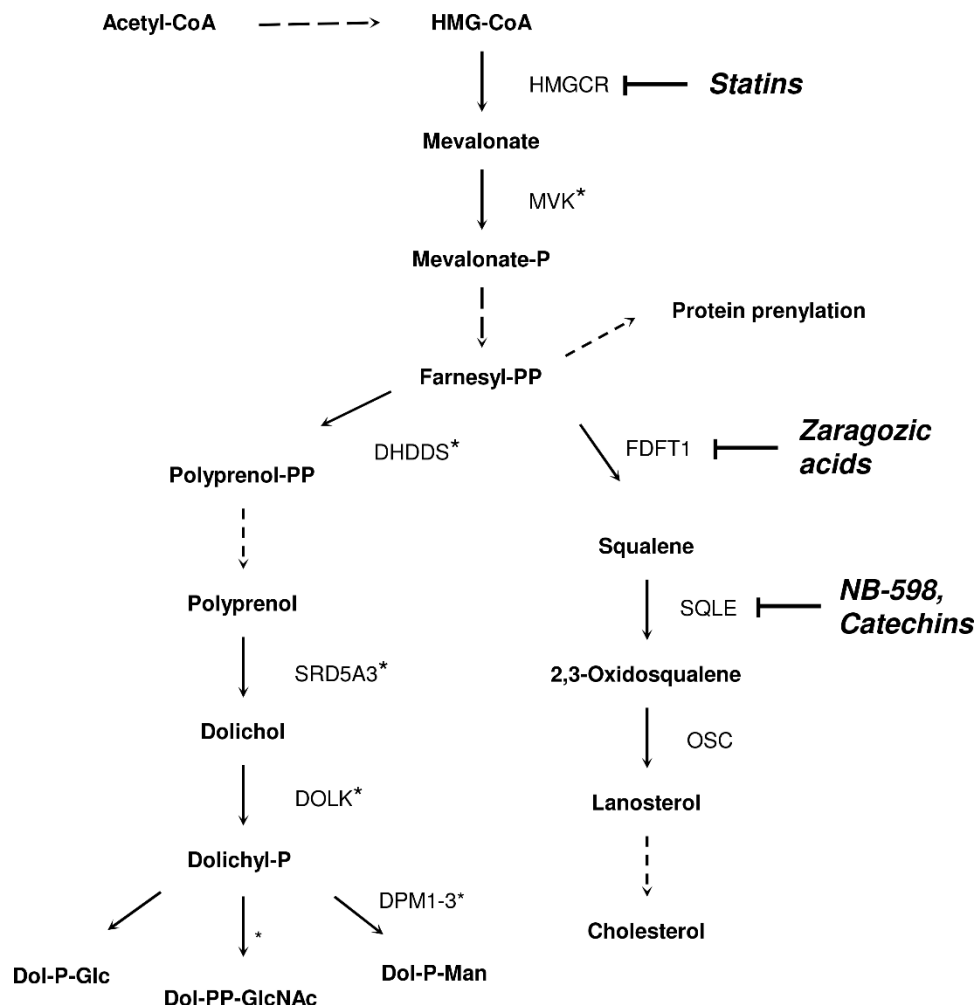 Acetyl-CoA
HMG-CoA
HMGCR
Statins
Mevalonate
MVK*
Mevalonate-P
Protein prenylation
Farnesyl-PP
DHDDS*
FDFT1
Zaragozic
acids
Polyprenol-PP
Squalene
Polyprenol
SQLE
NB-598,
Catechins
SRD5A3*
2,3-Oxidosqualene
Dolichol
OSC
DOLK*
Lanosterol
Dolichyl-P
DPM1-3*
*
Cholesterol
Dol-P-Glc
Dol-PP-GlcNAc
Dol-P-Man